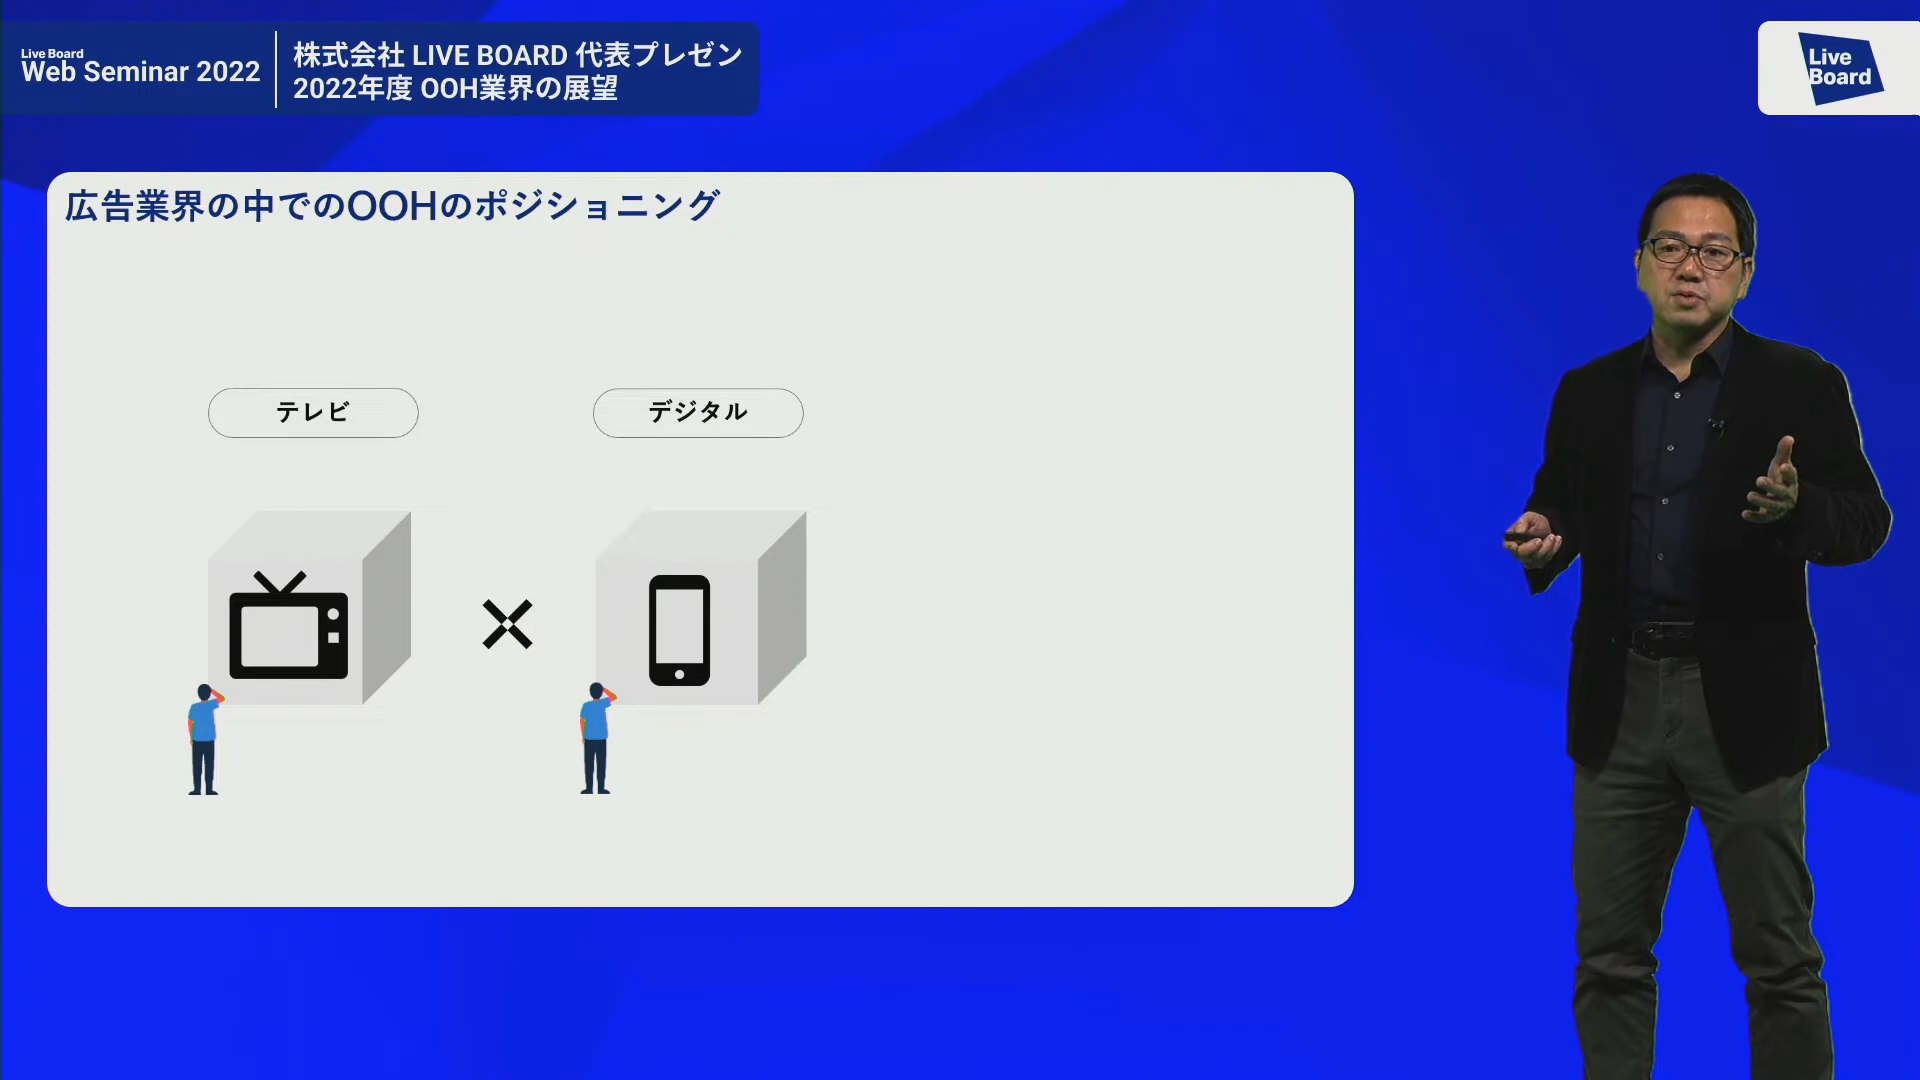 Live Board
Web Seminar 2022
株式会社 LIVE BOARD 代表プレゼン
2022年度 OOH業界の展望
Live
Board
広告業界の中でのOOHのポジショニング
テレビ
デジタル